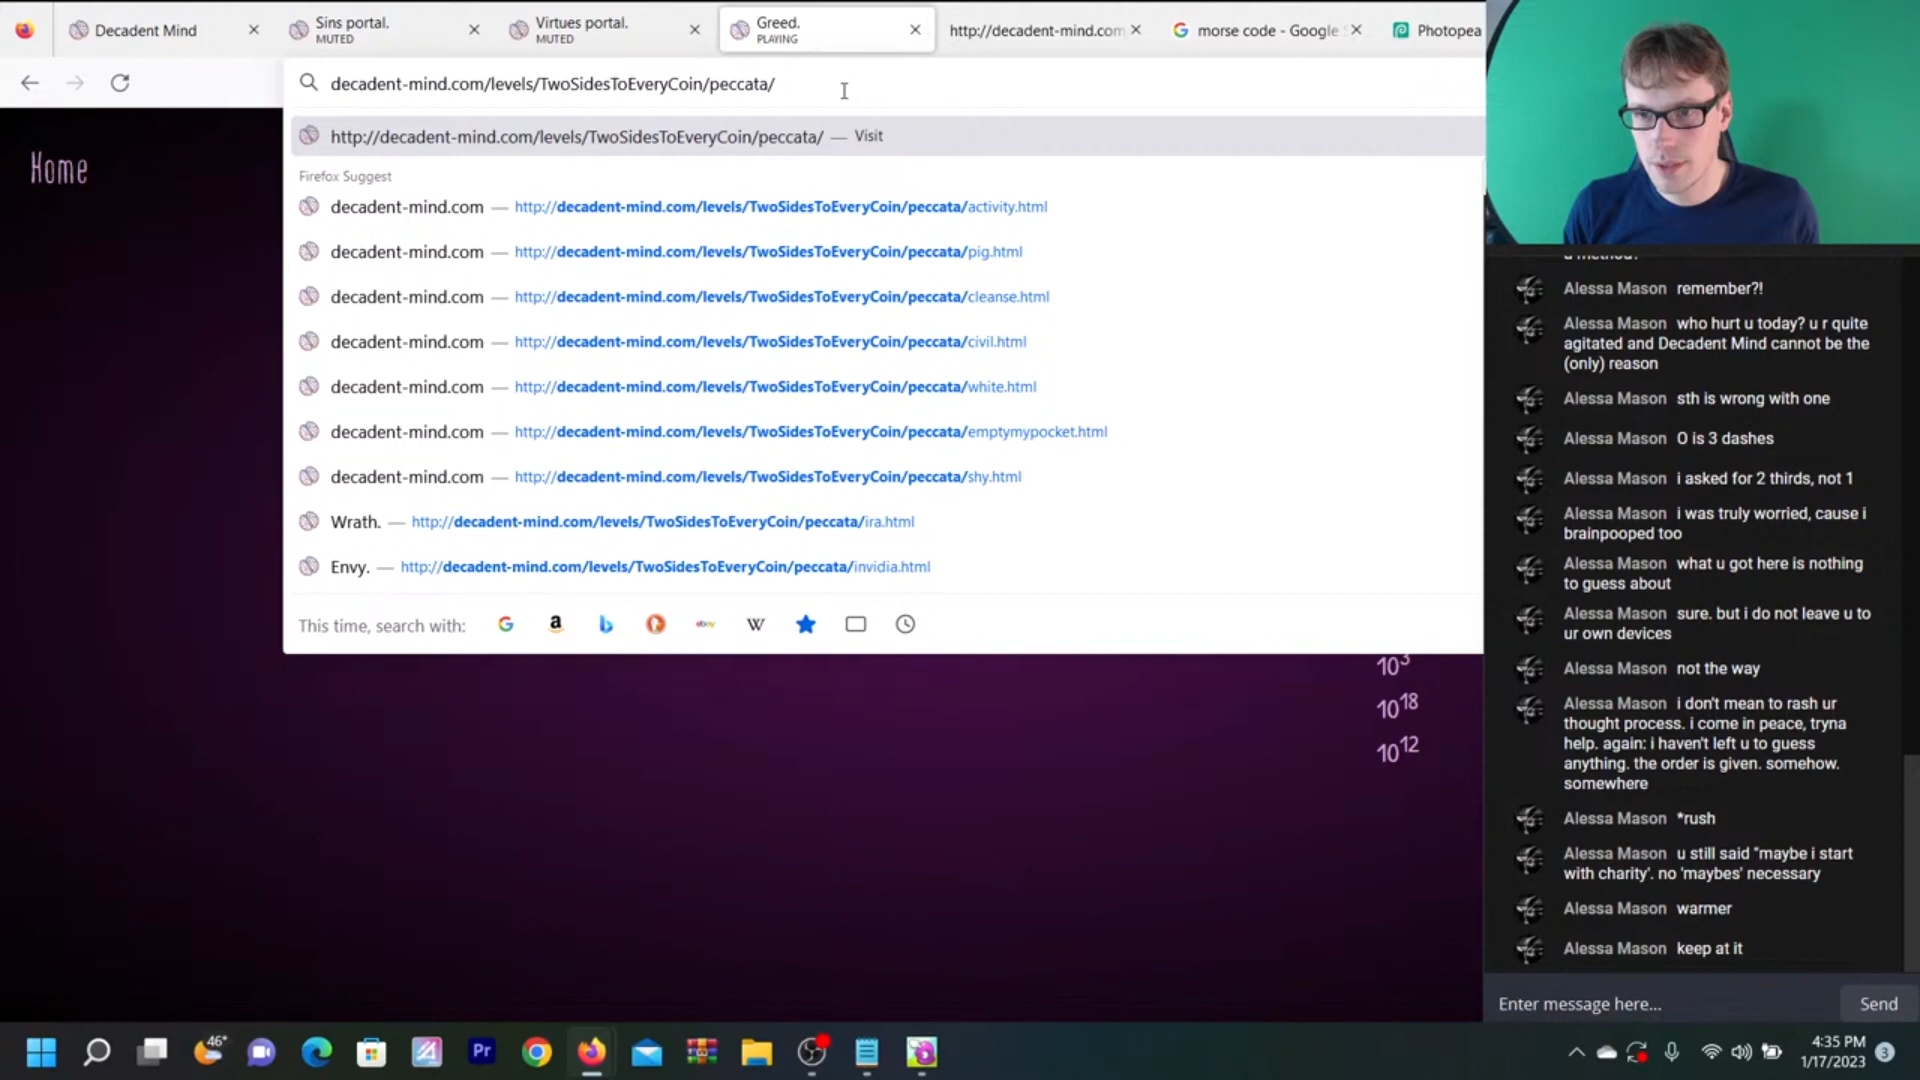 Decadent Mind
Sins portal.
MUTED
Virtues portal.
MUTED
Greed.
PLAYING
http://decadent-mind.com
morse code - Google
Photopea
decadent-mind.com/levels/TwoSidesToEveryCoin/peccata/
http://decadent-mind.com/levels/TwoSidesToEveryCoin/peccata/ — Visit
Home
Firefox Suggest
decadent-mind.com — http://decadent-mind.com/levels/TwoSidesToEveryCoin/peccata/activity.html
decadent-mind.com — http://decadent-mind.com/levels/TwoSidesToEveryCoin/peccata/pig.html
decadent-mind.com — http://decadent-mind.com/levels/TwoSidesToEveryCoin/peccata/cleanse.html
decadent-mind.com — http://decadent-mind.com/levels/TwoSidesToEveryCoin/peccata/civil.html
decadent-mind.com — http://decadent-mind.com/levels/TwoSidesToEveryCoin/peccata/white.html
decadent-mind.com — http://decadent-mind.com/levels/TwoSidesToEveryCoin/peccata/emptymypocket.html
decadent-mind.com — http://decadent-mind.com/levels/TwoSidesToEveryCoin/peccata/shy.html
Wrath. — http://decadent-mind.com/levels/TwoSidesToEveryCoin/peccata/ira.html
Envy. — http://decadent-mind.com/levels/TwoSidesToEveryCoin/peccata/invidia.html
This time, search with:
10³
10¹⁸
10¹²
Alessa Mason remember?!
Alessa Mason who hurt u today? u r quite
agitated and Decadent Mind cannot be the
(only) reason
Alessa Mason sth is wrong with one
Alessa Mason O is 3 dashes
Alessa Mason i asked for 2 thirds, not 1
Alessa Mason i was truly worried, cause i
brainpooped too
Alessa Mason what u got here is nothing
to guess about
Alessa Mason sure. but i do not leave u to
ur own devices
Alessa Mason not the way
Alessa Mason i don't mean to rash ur
thought process. i come in peace, tryna
help. again: i haven't left u to guess
anything. the order is given. somehow.
somewhere
Alessa Mason *rush
Alessa Mason u still said "maybe i start
with charity'. no 'maybes' necessary
Alessa Mason warmer
Alessa Mason keep at it
Enter message here...
Send
46°
Pr
4:35 PM
1/17/2023
3